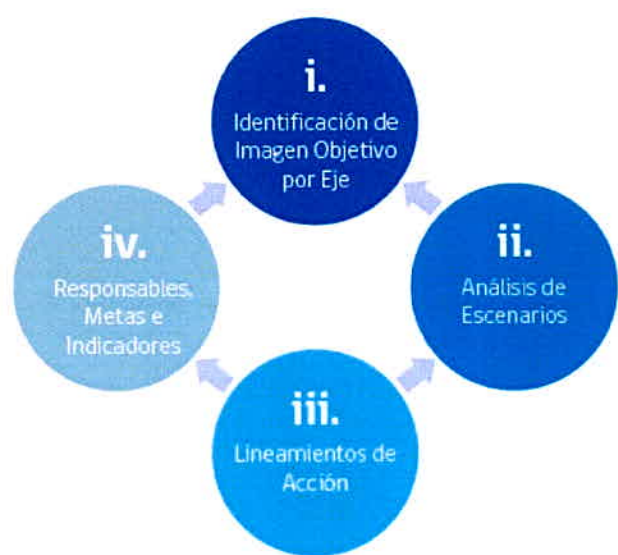 i.
Identificación de
Imagen Objetivo
por Eje
ii.
Análisis de
Escenarios
iii.
Lineamientos de
Acción
iv.
Responsables,
Metas e
Indicadores